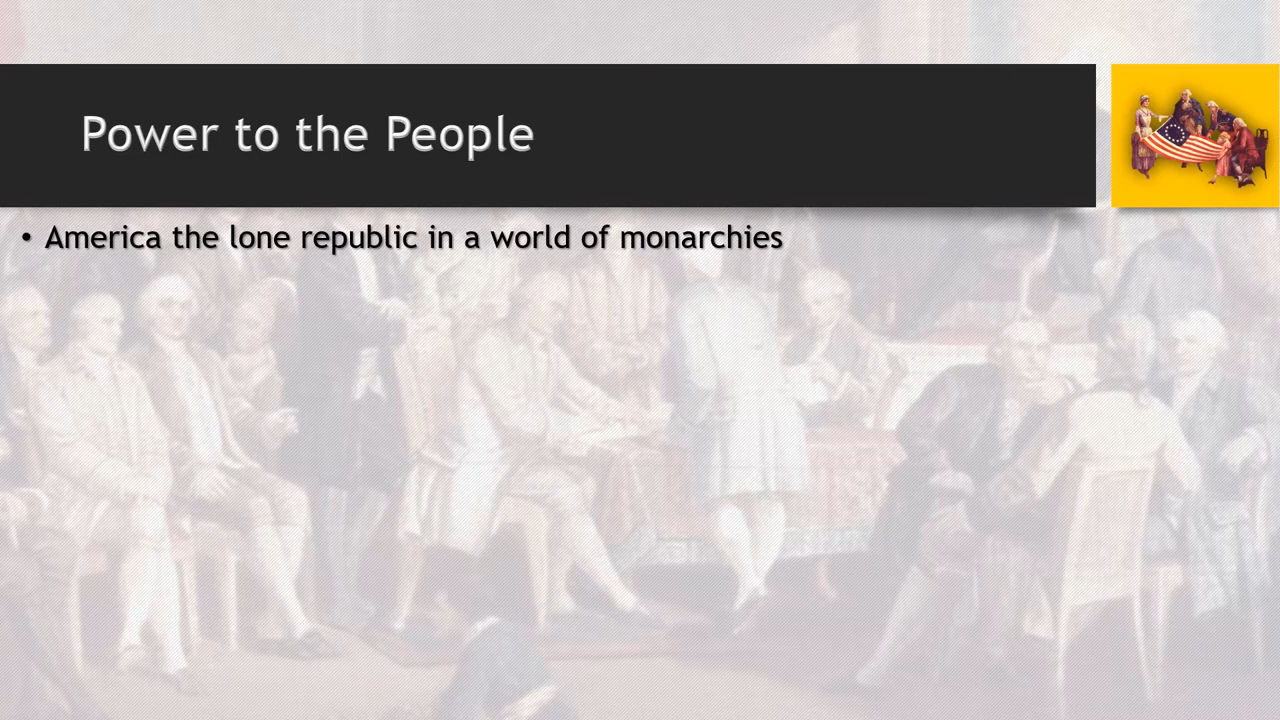 Power to the People
• America the lone republic in a world of monarchies